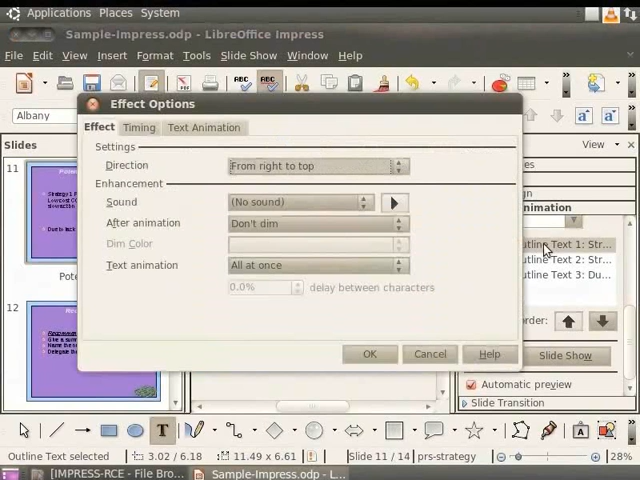 Applications Places System
Sample-Impress.odp - LibreOffice Impress
File Edit View Insert Format Tools Slide Show Window Help
ABC ABC
Albany
Effect Options
Effect Timing Text Animation
Settings
Direction From right to top
Enhancement
Sound (No sound)
After animation Don't dim
Dim Color
Text animation All at once
0.0% delay between characters
OK Cancel Help
Slides
11
12
View
utline Text 1: Str...
utline Text 2: Str...
utline Text 3: Du...
Slide Show
Automatic preview
Slide Transition
T
Outline Text selected 3.02 / 6.18 11.49 x 6.61 Slide 11 / 14 prs-strategy 28%
[IMPRESS-RCE - File Bro... Sample-Impress.odp - L...